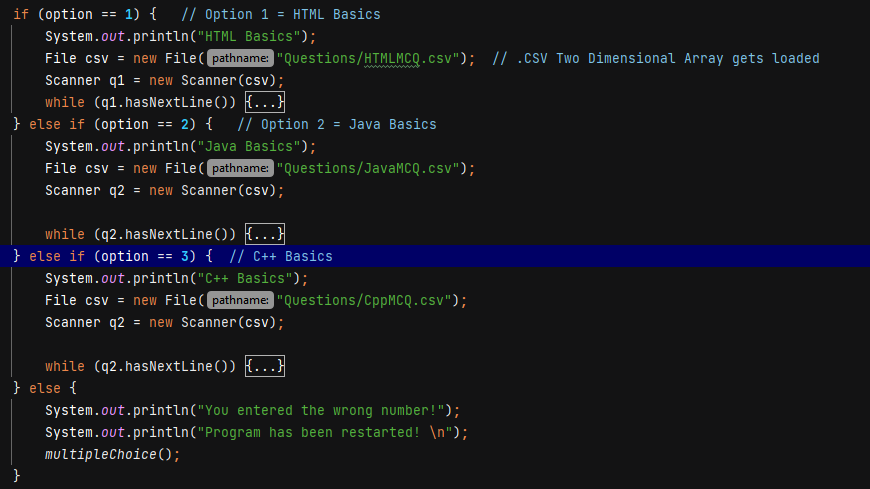 if (option == 1) {   // Option 1 = HTML Basics
    System.out.println("HTML Basics");
    File csv = new File( pathname: "Questions/HTMLMCQ.csv");  // .CSV Two Dimensional Array gets loaded
    Scanner q1 = new Scanner(csv);
    while (q1.hasNextLine()) {...}
} else if (option == 2) {   // Option 2 = Java Basics
    System.out.println("Java Basics");
    File csv = new File( pathname: "Questions/JavaMCQ.csv");
    Scanner q2 = new Scanner(csv);
    while (q2.hasNextLine()) {...}
} else if (option == 3) {  // C++ Basics
    System.out.println("C++ Basics");
    File csv = new File( pathname: "Questions/CppMCQ.csv");
    Scanner q2 = new Scanner(csv);
    while (q2.hasNextLine()) {...}
} else {
    System.out.println("You entered the wrong number!");
    System.out.println("Program has been restarted! \n");
    multipleChoice();
}